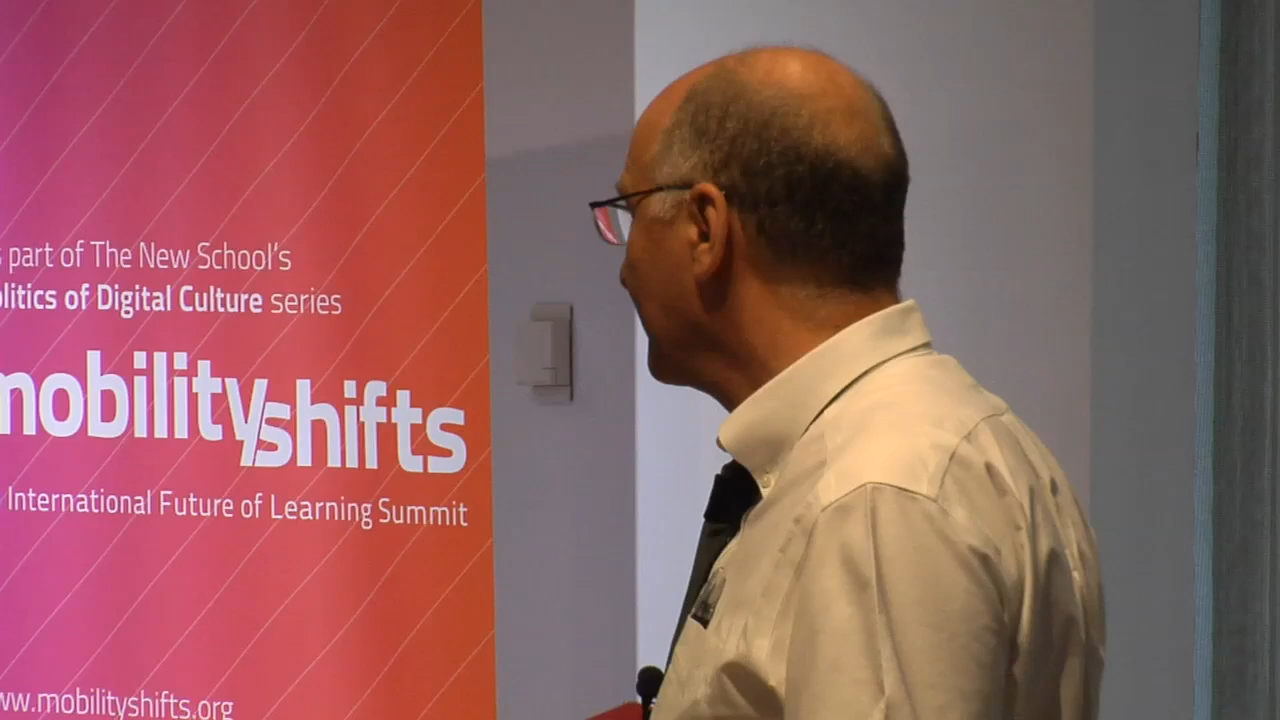 part of The New School's
olitics of Digital Culture series
mobilityshifts
International Future of Learning Summit
ww.mobilityshifts.org